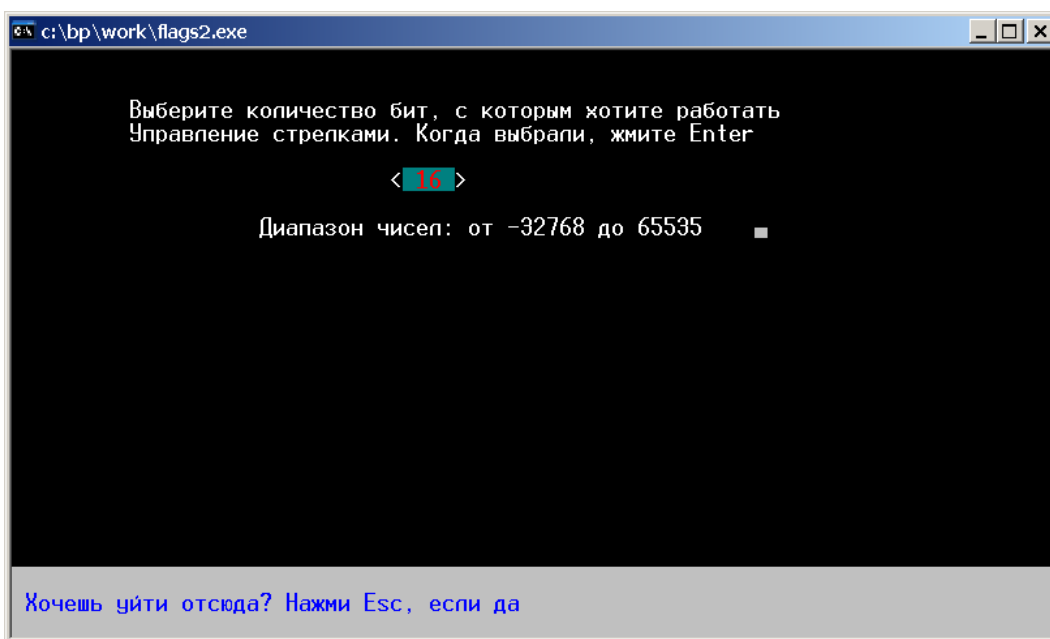 c:\bp\work\flags2.exe
Выберите количество бит, с которым хотите работать
Управление стрелками. Когда выбрали, жмите Enter
< 16 >
Диапазон чисел: от -32768 до 65535
Хочешь уйти отсюда? Нажми Esc, если да